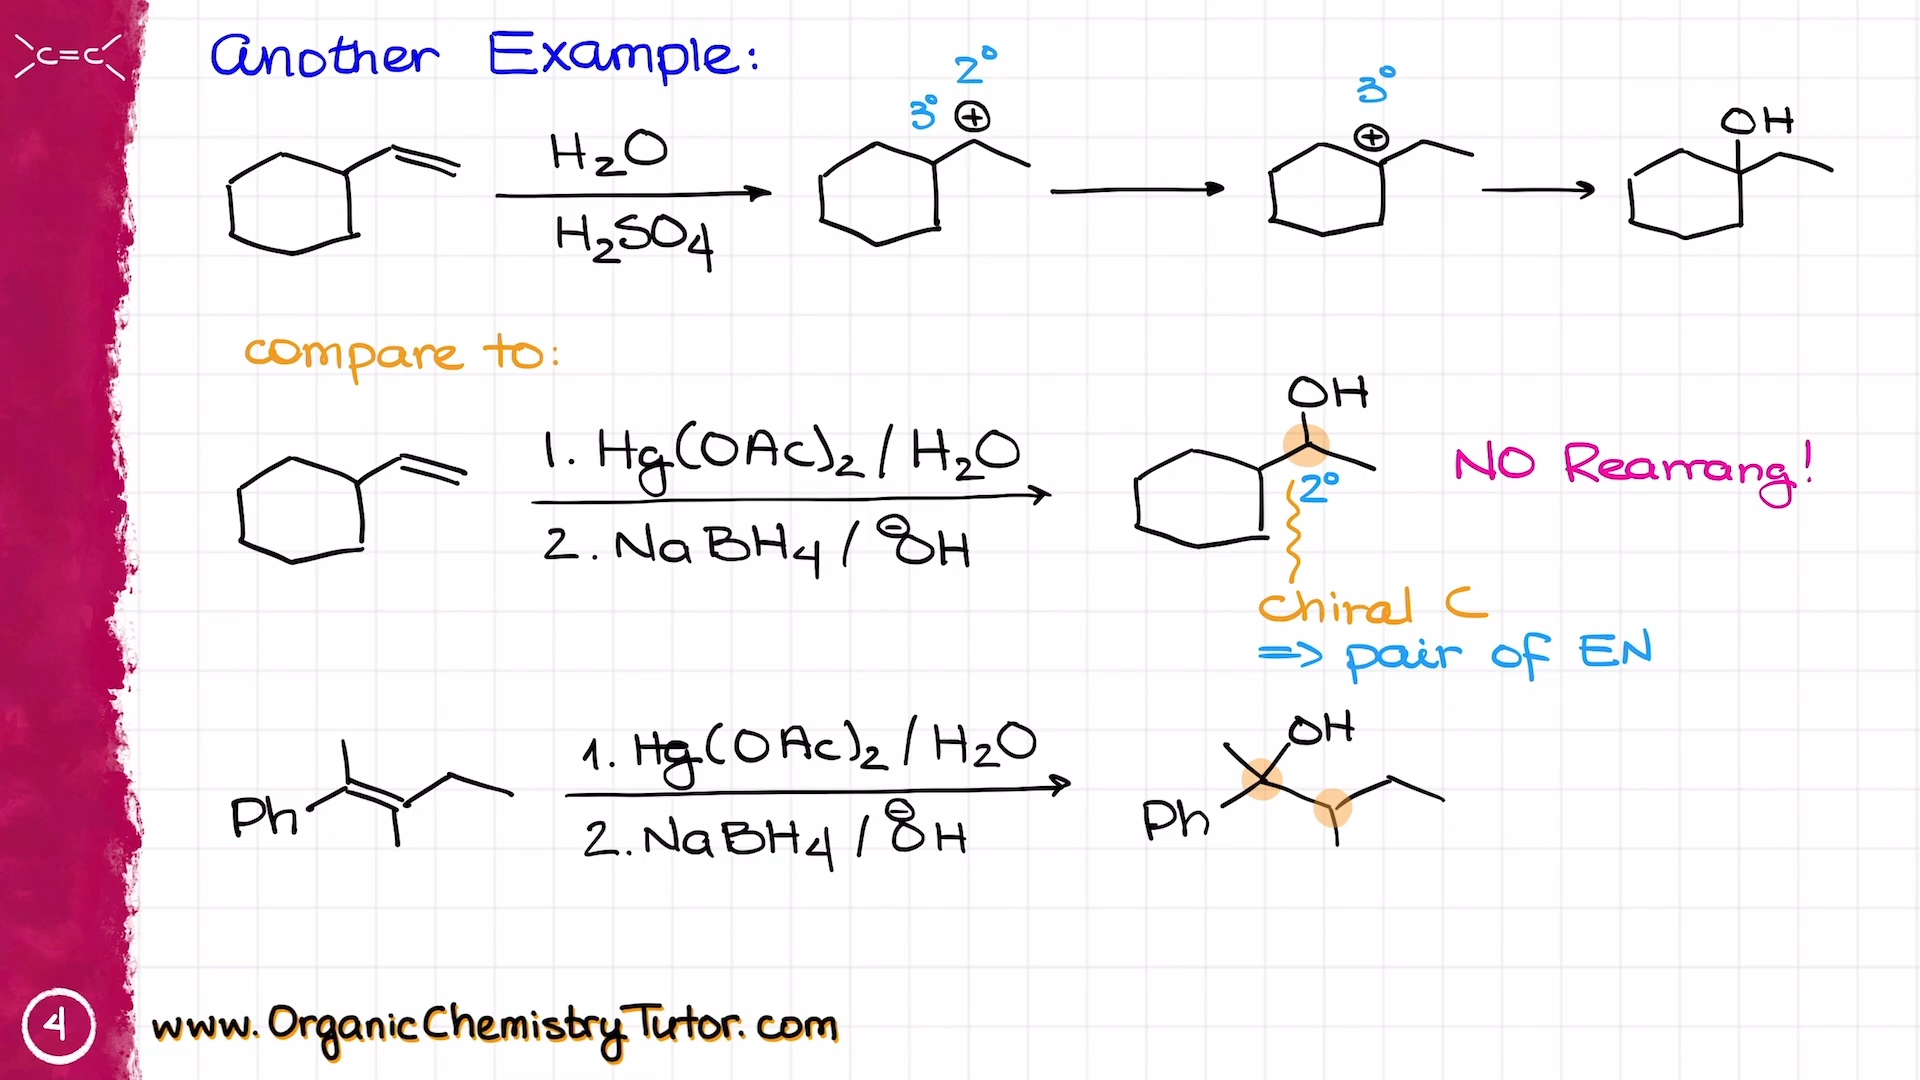 C=C
Another Example:
2°
3° ⊕
H₂O
H₂SO₄
3°
⊕
OH
compare to:
1. Hg(OAc)₂ / H₂O
2. NaBH₄ / ⊖OH
OH
2°
NO Rearrang!
chiral C
=> pair of EN
Ph
1. Hg(OAc)₂ / H₂O
2. NaBH₄ / ⊖OH
OH
Ph
4
www.OrganicChemistryTutor.com